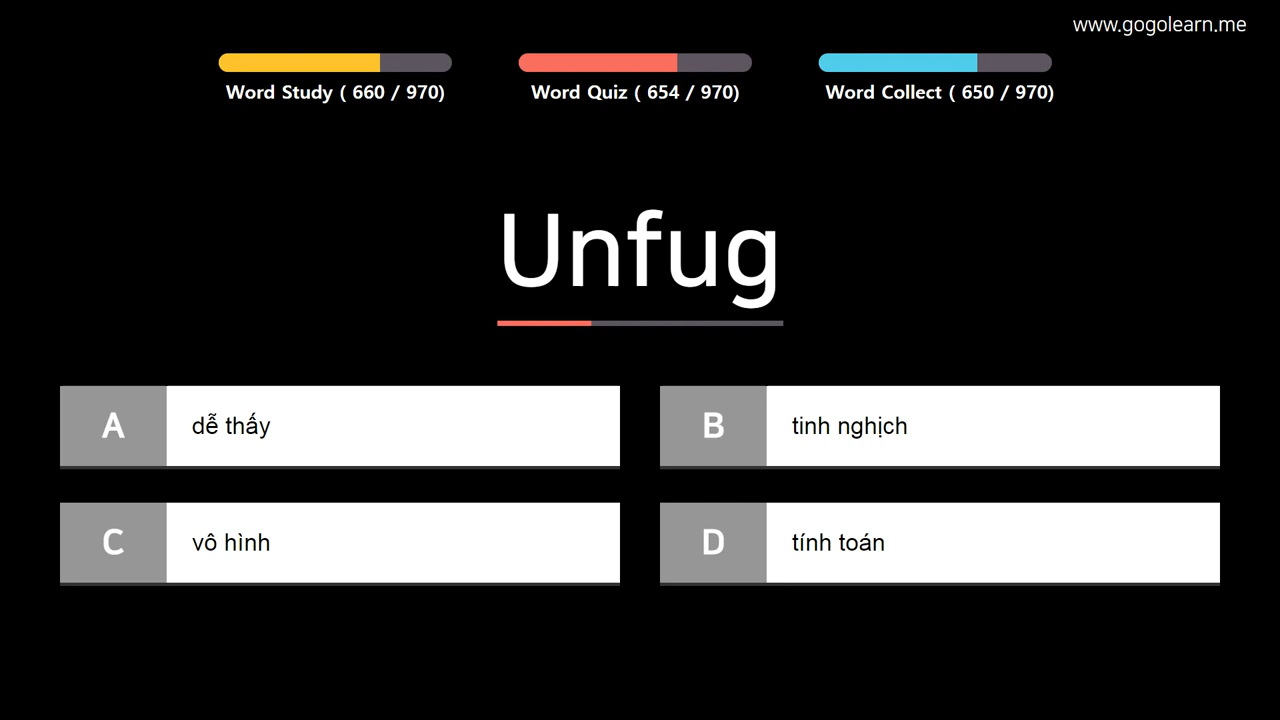 www.gogolearn.me
Word Study ( 660 / 970)
Word Quiz ( 654 / 970)
Word Collect ( 650 / 970)
Unfug
A
dễ thấy
B
tinh nghịch
C
vô hình
D
tính toán